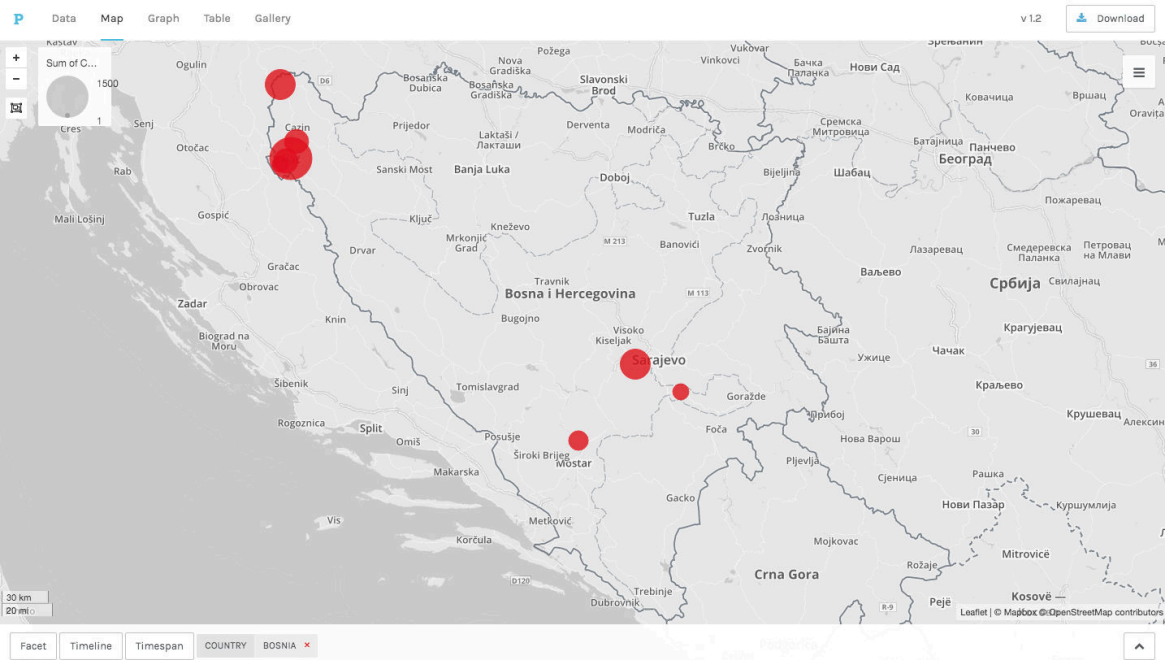 P Data Map Graph Table Gallery v 1.2 Download
+
−
Sum of C...
1500
1
Kastav
Ogulin
D6
Bosanska
Dubica
Požega
Nova
Gradiška
Bosanska
Gradiška
Slavonski
Brod
Vukovar
Vinkovci
Бачка
Паланка
Нови Сад
Ковачица
Вршац
Cres
Senj
Cazin
Prijedor
Laktaši /
Лакташи
Derventa
Modriča
Сремска
Митровица
Rab
Otočac
Sanski Most
Banja Luka
Doboj
Brčko
Bijeljina
Шабац
Батајница
Панчево
Београд
Mali Lošinj
Gospić
Ključ
Kneževo
Mrkonjić
Grad
M 213
Tuzla
Лозница
Пожаревац
Drvar
Banovići
Zvornik
Лазаревац
Смедеревска
Паланка
Петровац
на Млави
Gračac
Obrovac
Zadar
Travnik
Bosna i Hercegovina
M 113
Ваљево
Србија
Свилајнац
Knin
Bugojno
Biograd na
Moru
Visoko
Kiseljak
Бајина
Башта
Крагујевац
Sarajevo
Ужице
Чачак
36
Šibenik
Sinj
Tomislavgrad
Goražde
Краљево
Rogoznica
Split
Omiš
Posušje
Foča
Прибој
30
Крушевац
Алексин
Нова Варош
Široki Brijeg
Mostar
Makarska
Pljevlja
Сјеница
Рашка
Gacko
Нови Пазар
Куршумлија
Vis
Metković
Korčula
Mojkovac
Mitrovicë
D120
Crna Gora
Rožaje
Trebinje
Dubrovnik
R-9
Pejë
Kosovë —
30 km
20 mi
Leaflet | © Mapbox © OpenStreetMap contributors
Facet Timeline Timespan COUNTRY BOSNIA ×